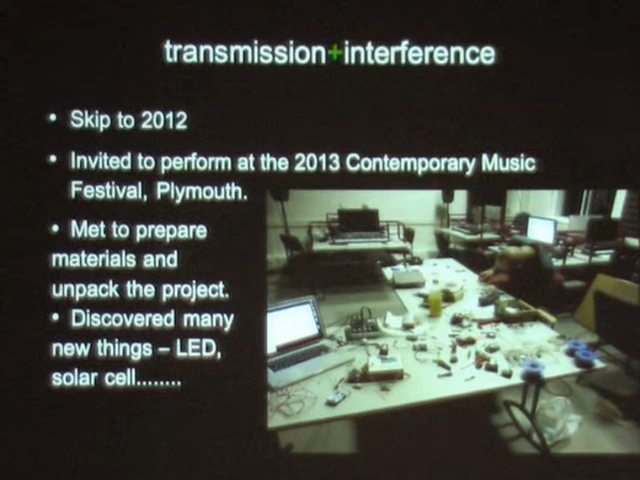 transmission+interference
• Skip to 2012
• Invited to perform at the 2013 Contemporary Music
Festival, Plymouth.
• Met to prepare
materials and
unpack the project.
• Discovered many
new things – LED,
solar cell........